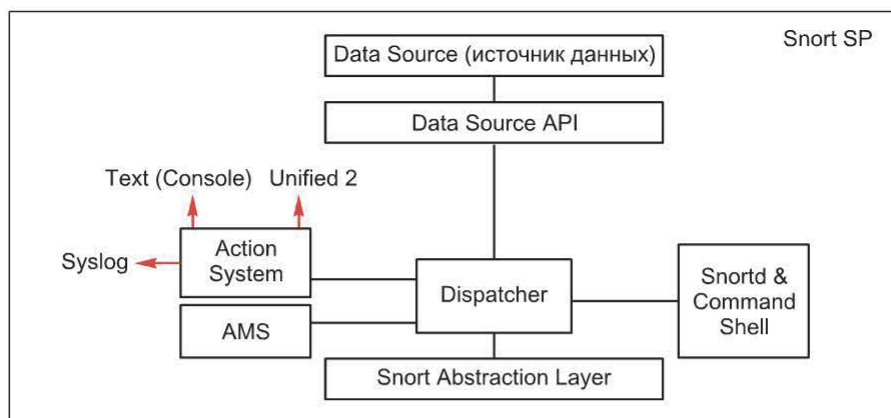 Snort SP
Data Source (источник данных)
Data Source API
Text (Console)
Unified 2
Syslog
Action
System
AMS
Dispatcher
Snortd &
Command
Shell
Snort Abstraction Layer